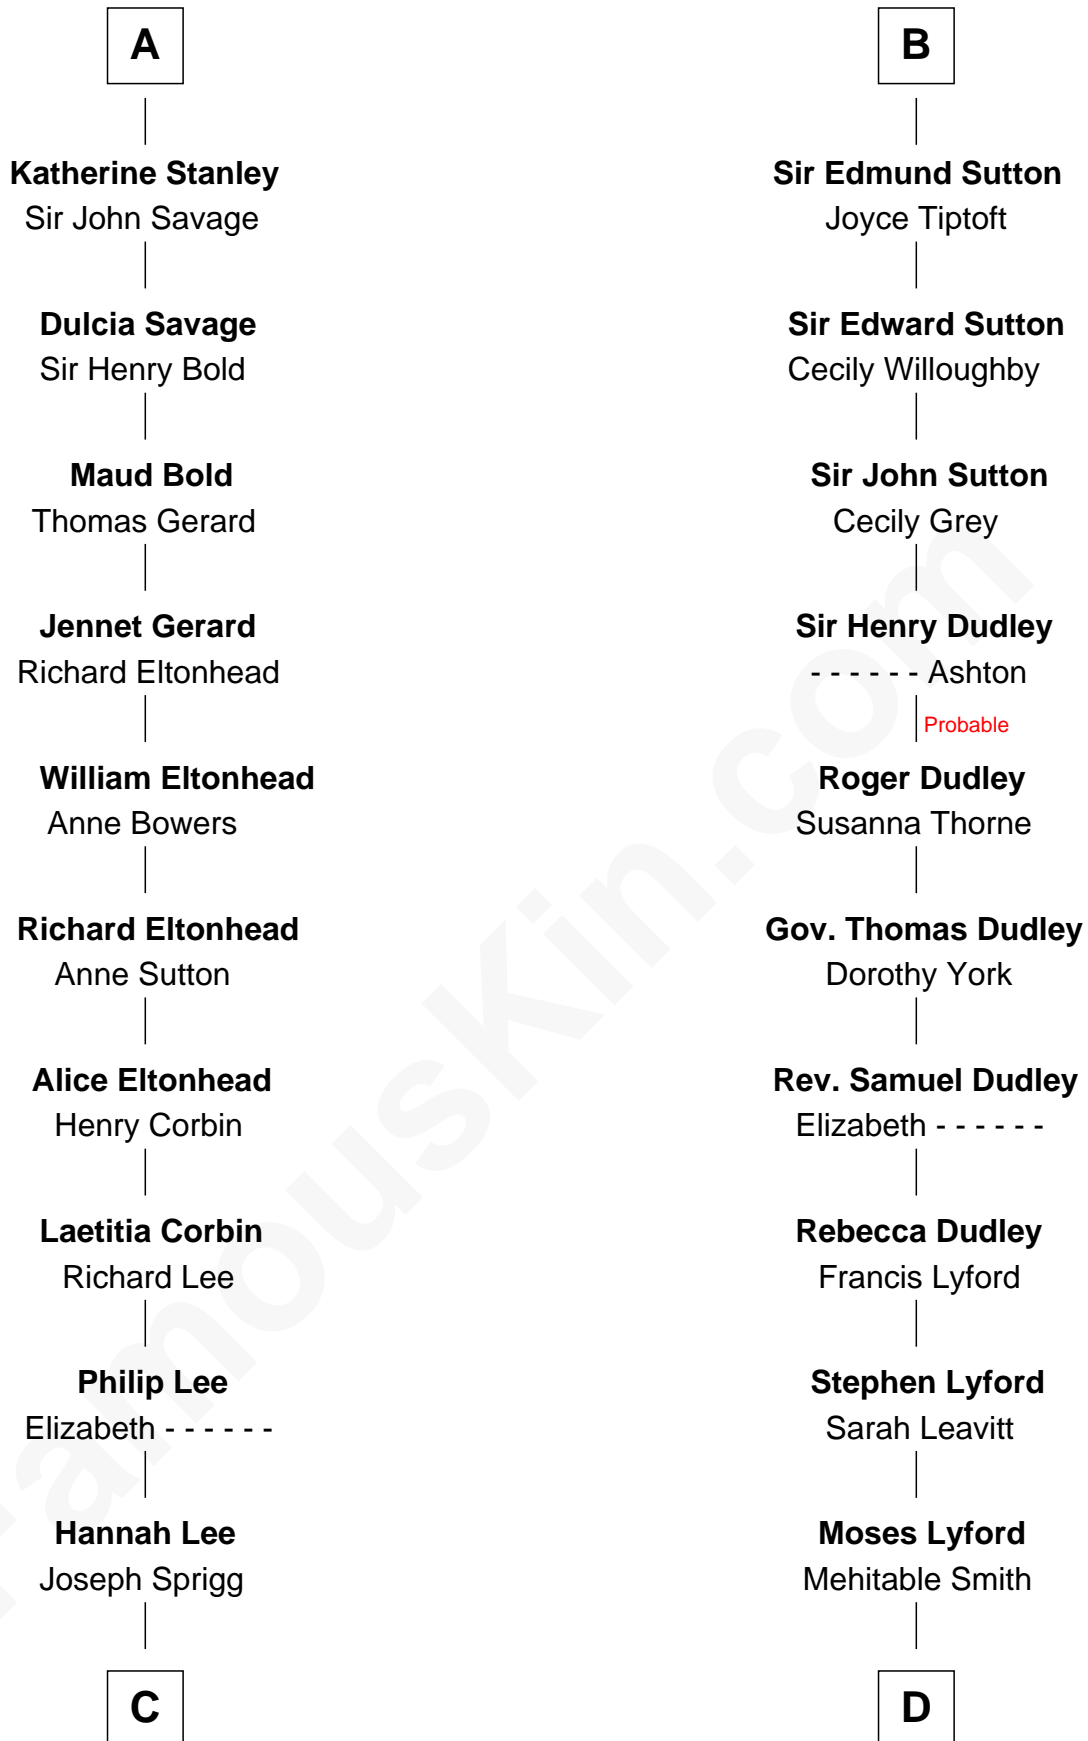 A
Katherine Stanley
Sir John Savage
Dulcia Savage
Sir Henry Bold
Maud Bold
Thomas Gerard
Jennet Gerard
Richard Eltonhead
William Eltonhead
Anne Bowers
Richard Eltonhead
Anne Sutton
Alice Eltonhead
Henry Corbin
Laetitia Corbin
Richard Lee
Philip Lee
Elizabeth - - - - - -
Hannah Lee
Joseph Sprigg
C
B
Sir Edmund Sutton
Joyce Tiptoft
Sir Edward Sutton
Cecily Willoughby
Sir John Sutton
Cecily Grey
Sir Henry Dudley
- - - - - - Ashton
Probable
Roger Dudley
Susanna Thorne
Gov. Thomas Dudley
Dorothy York
Rev. Samuel Dudley
Elizabeth - - - - - -
Rebecca Dudley
Francis Lyford
Stephen Lyford
Sarah Leavitt
Moses Lyford
Mehitable Smith
D
FamousKin.com